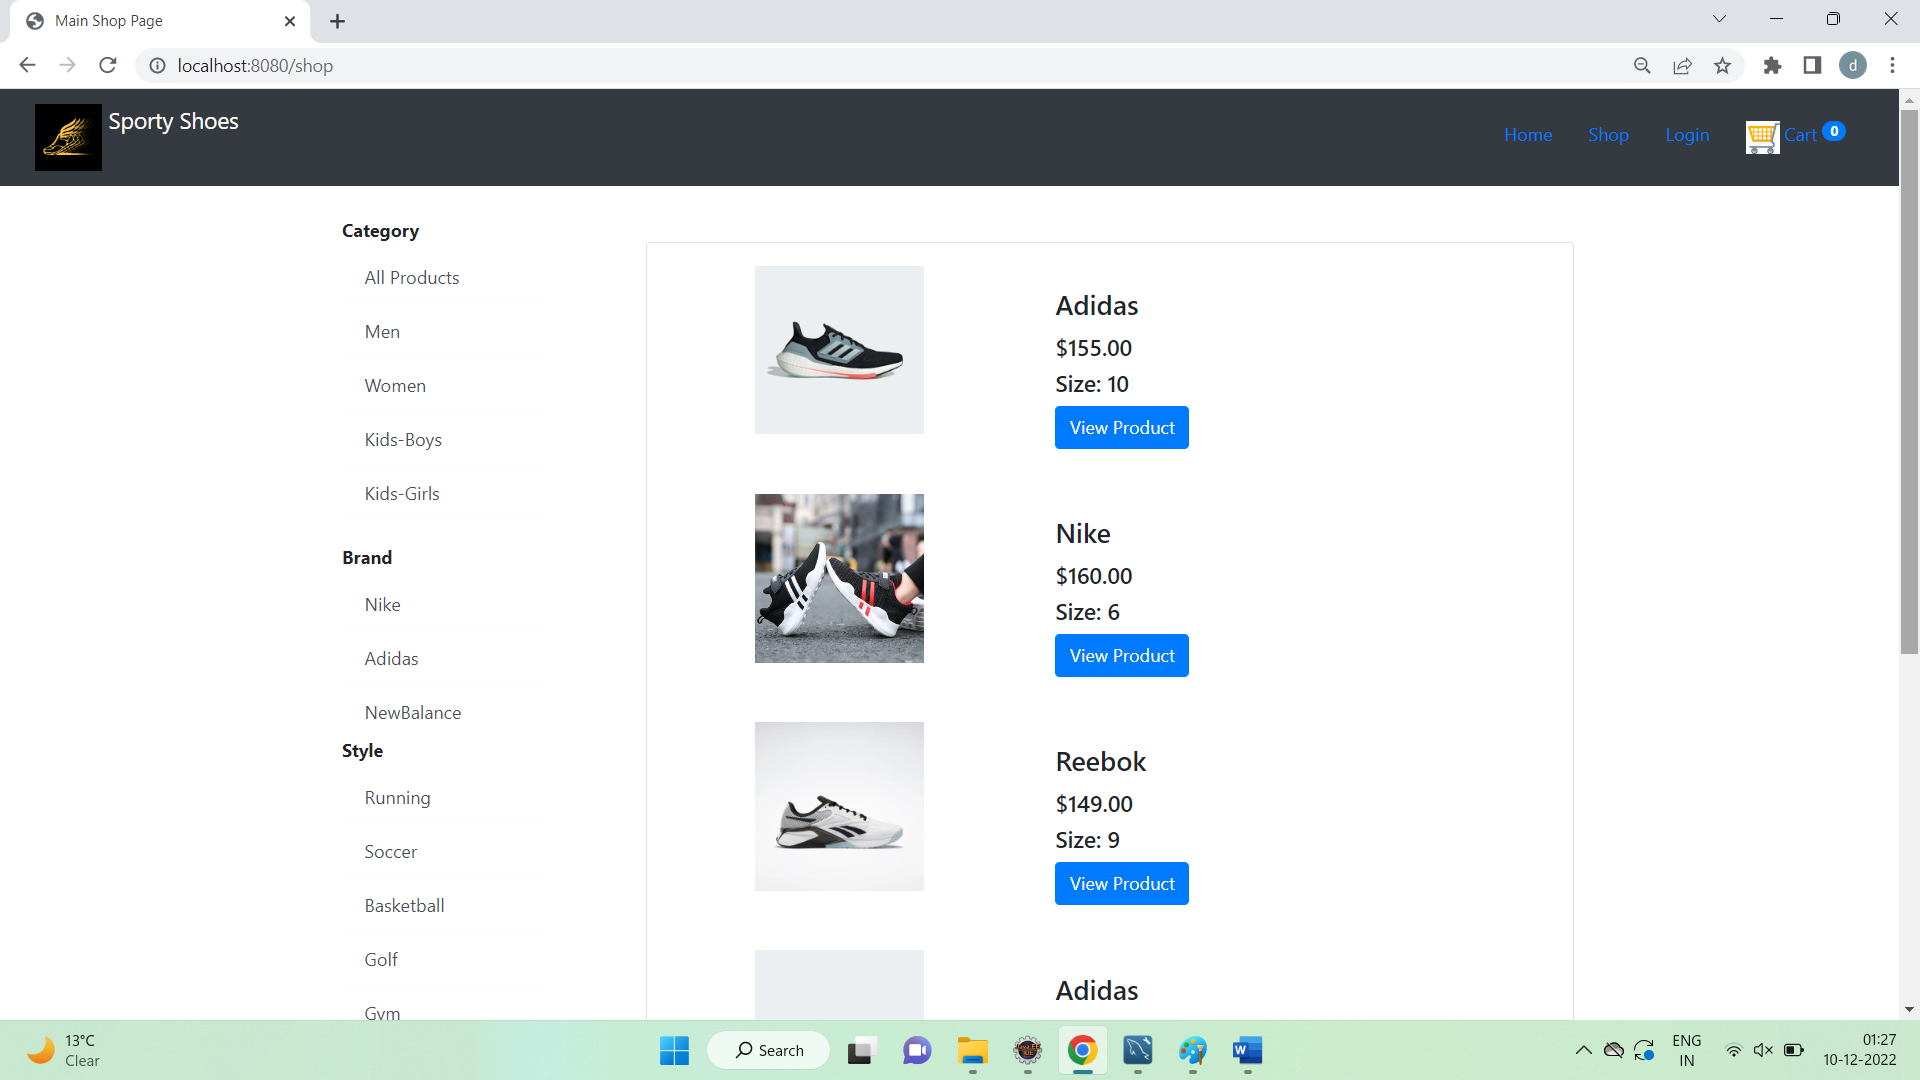 Main Shop Page
localhost:8080/shop
d
Sporty Shoes
Home
Shop
Login
Cart 0
Category
All Products
Men
Women
Kids-Boys
Kids-Girls
Brand
Nike
Adidas
NewBalance
Style
Running
Soccer
Basketball
Golf
Gym
Adidas
$155.00
Size: 10
View Product
Nike
$160.00
Size: 6
View Product
Reebok
$149.00
Size: 9
View Product
Adidas
13°C
Clear
Search
W
ENG
IN
01:27
10-12-2022